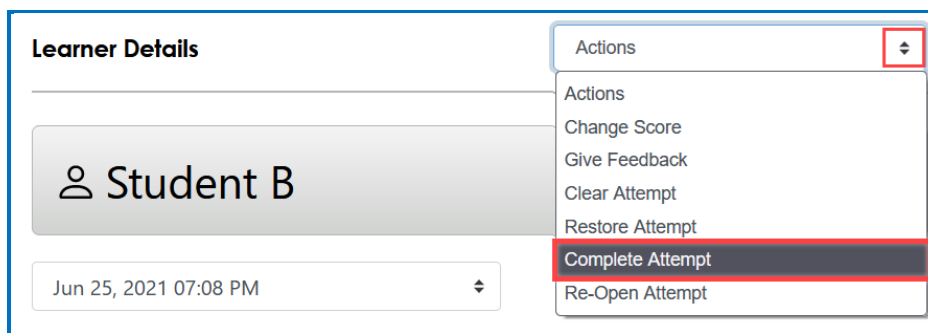 Learner Details
Actions
Actions
Change Score
Give Feedback
Clear Attempt
Restore Attempt
Complete Attempt
Re-Open Attempt
Student B
Jun 25, 2021 07:08 PM